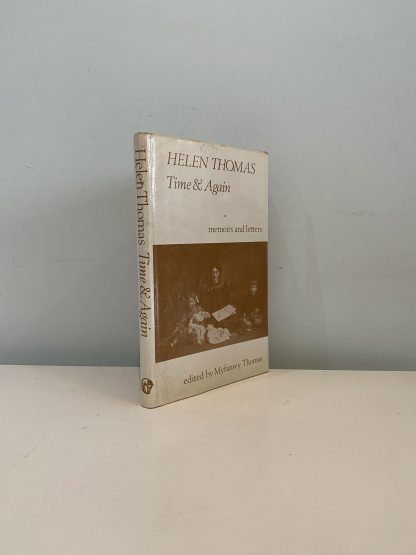 HELEN THOMAS
Time & Again
memoirs and letters
edited by Myfanwy Thomas
Helen Thomas Time & Again